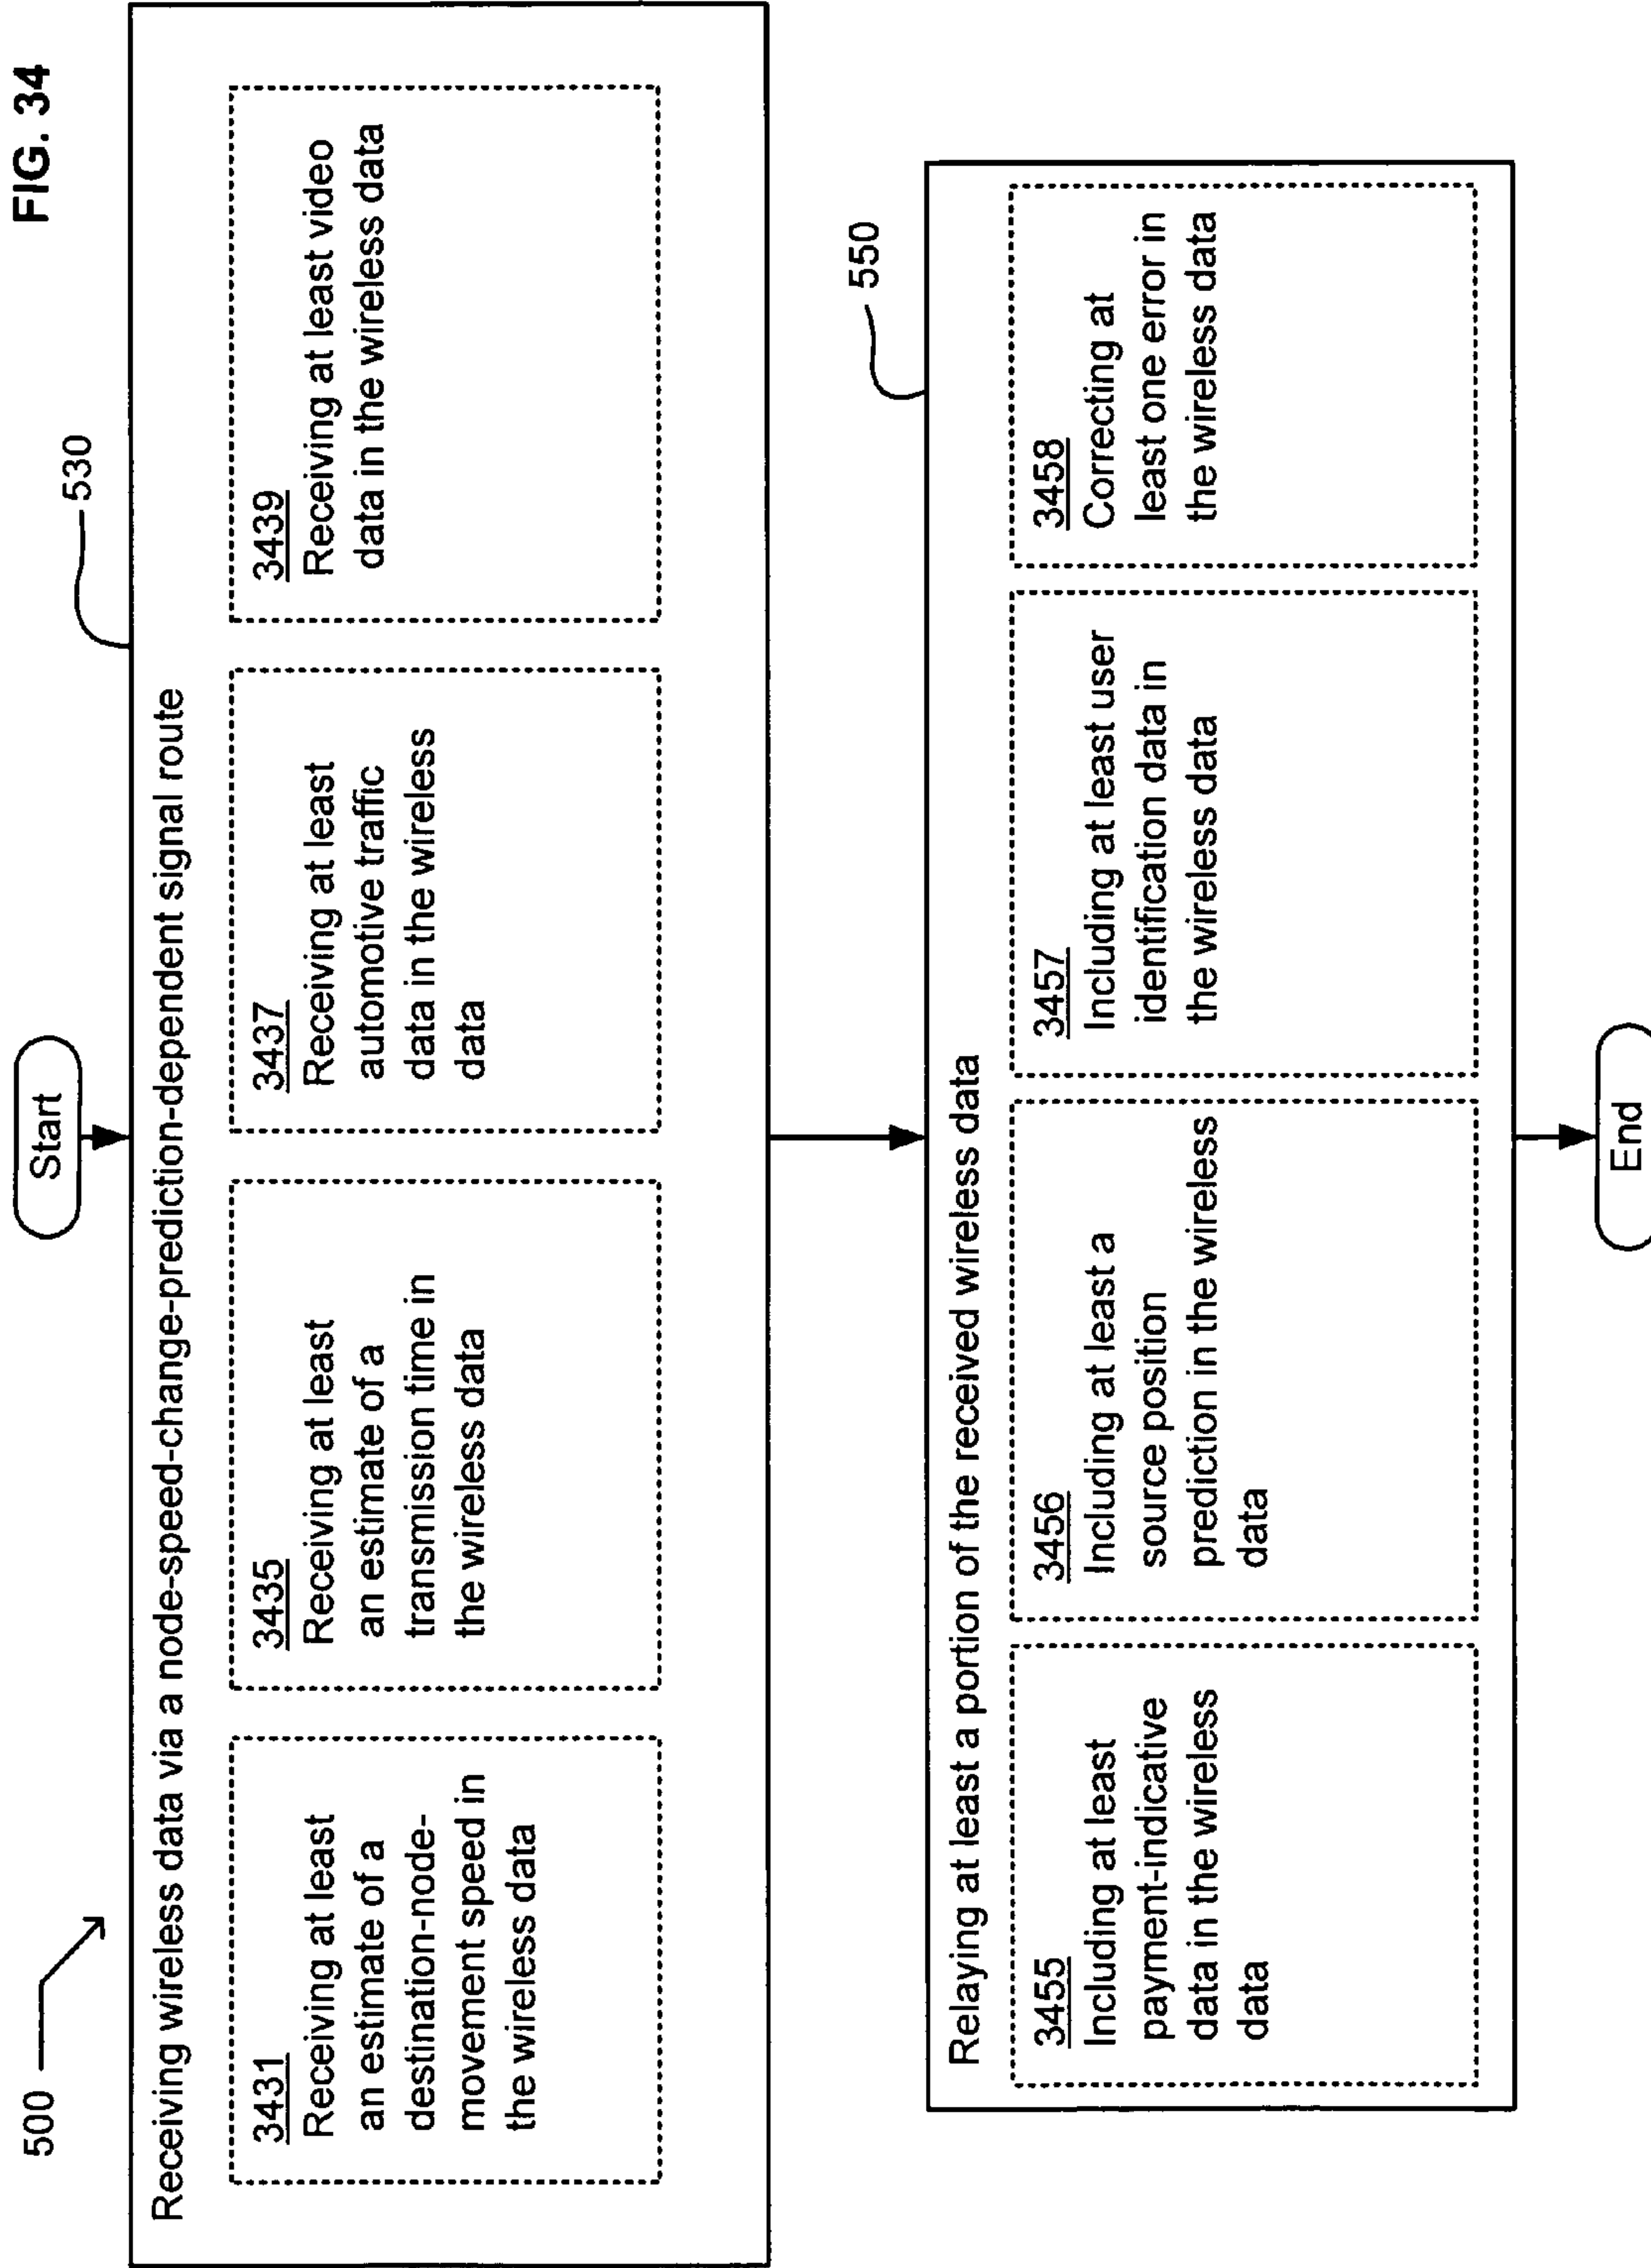 FIG. 34
500
Start
530
Receiving wireless data via a node-speed-change-prediction-dependent signal route
3431
Receiving at least
an estimate of a
destination-node-
movement speed in
the wireless data
3435
Receiving at least
an estimate of a
transmission time in
the wireless data
3437
Receiving at least
automotive traffic
data in the wireless
data
3439
Receiving at least video
data in the wireless data
550
Relaying at least a portion of the received wireless data
3455
Including at least
payment-indicative
data in the wireless
data
3456
Including at least a
source position
prediction in the wireless
data
3457
Including at least user
identification data in
the wireless data
3458
Correcting at
least one error in
the wireless data
End